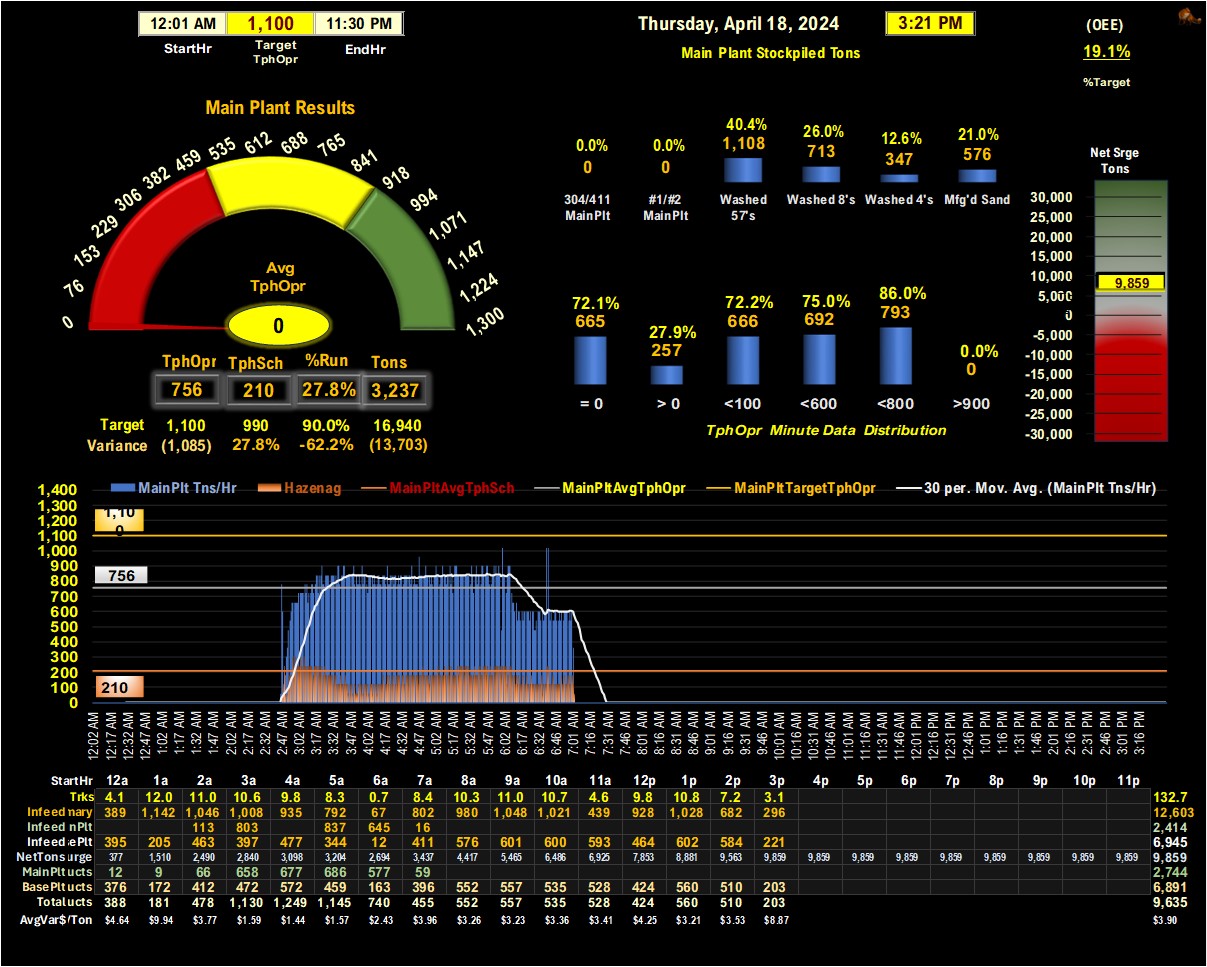 12:01 AM 1,100 11:30 PM
StartHr Target TphOpr EndHr
Thursday, April 18, 2024 3:21 PM
Main Plant Stockpiled Tons
(OEE)
19.1%
%Target
Main Plant Results
0 76 153 229 306 382 459 535 612 688 765 841 918 994 1,071 1,147 1,224 1,300
Avg
TphOpr
0
TphOpr TphSch %Run Tons
756 210 27.8% 3,237
Target 1,100 990 90.0% 16,940
Variance (1,085) 27.8% -62.2% (13,703)
0.0% 0.0% 40.4% 26.0% 12.6% 21.0%
0 0 1,108 713 347 576
304/411 MainPlt #1/#2 MainPlt Washed 57's Washed 8's Washed 4's Mfg'd Sand
72.1% 27.9% 72.2% 75.0% 86.0% 0.0%
665 257 666 692 793 0
= 0 > 0 <100 <600 <800 >900
TphOpr Minute Data Distribution
Net Srge
Tons
30,000
25,000
20,000
15,000
10,000
9,859
5,000
0
-5,000
-10,000
-15,000
-20,000
-25,000
-30,000
MainPlt Tns/Hr Hazenag MainPltAvgTphSch MainPltAvgTphOpr MainPltTargetTphOpr 30 per. Mov. Avg. (MainPlt Tns/Hr)
1,400
1,300
1,200
1,100
1,000
900
800
700
600
500
400
300
200
100
0
1,10
0
756
210
12:02 AM 12:17 AM 12:32 AM 12:47 AM 1:02 AM 1:17 AM 1:32 AM 1:47 AM 2:02 AM 2:17 AM 2:32 AM 2:47 AM 3:02 AM 3:17 AM 3:32 AM 3:47 AM 4:02 AM 4:17 AM 4:32 AM 4:47 AM 5:02 AM 5:17 AM 5:32 AM 5:47 AM 6:02 AM 6:17 AM 6:32 AM 6:46 AM 7:01 AM 7:16 AM 7:31 AM 7:46 AM 8:01 AM 8:16 AM 8:31 AM 8:46 AM 9:01 AM 9:16 AM 9:31 AM 9:46 AM 10:01 AM 10:16 AM 10:31 AM 10:46 AM 11:01 AM 11:16 AM 11:31 AM 11:46 AM 12:01 PM 12:16 PM 12:31 PM 12:46 PM 1:01 PM 1:16 PM 1:31 PM 1:46 PM 2:01 PM 2:16 PM 2:31 PM 2:46 PM 3:01 PM 3:16 PM
StartHr 12a 1a 2a 3a 4a 5a 6a 7a 8a 9a 10a 11a 12p 1p 2p 3p 4p 5p 6p 7p 8p 9p 10p 11p
Trks 4.1 12.0 11.0 10.6 9.8 8.3 0.7 8.4 10.3 11.0 10.7 4.6 9.8 10.8 7.2 3.1 132.7
Infeed mary 389 1,142 1,046 1,008 935 792 67 802 980 1,048 1,021 439 928 1,028 682 296 12,603
Infeed nPlt 113 803 837 645 16 2,414
Infeed ePlt 395 205 463 397 477 344 12 411 576 601 600 593 464 602 584 221 6,945
NetTons urge 377 1,510 2,490 2,840 3,098 3,204 2,694 3,437 4,417 5,465 6,486 6,925 7,853 8,881 9,563 9,859 9,859 9,859 9,859 9,859 9,859 9,859 9,859 9,859 9,859
MainPlt ucts 12 9 66 658 677 686 577 59 2,744
BasePlt ucts 376 172 412 472 572 459 163 396 552 557 535 528 424 560 510 203 6,891
Total ucts 388 181 478 1,130 1,249 1,145 740 455 552 557 535 528 424 560 510 203 9,635
AvgVar$/Ton $4.64 $9.94 $3.77 $1.59 $1.44 $1.57 $2.43 $3.96 $3.26 $3.23 $3.36 $3.41 $4.25 $3.21 $3.53 $8.87 $3.90